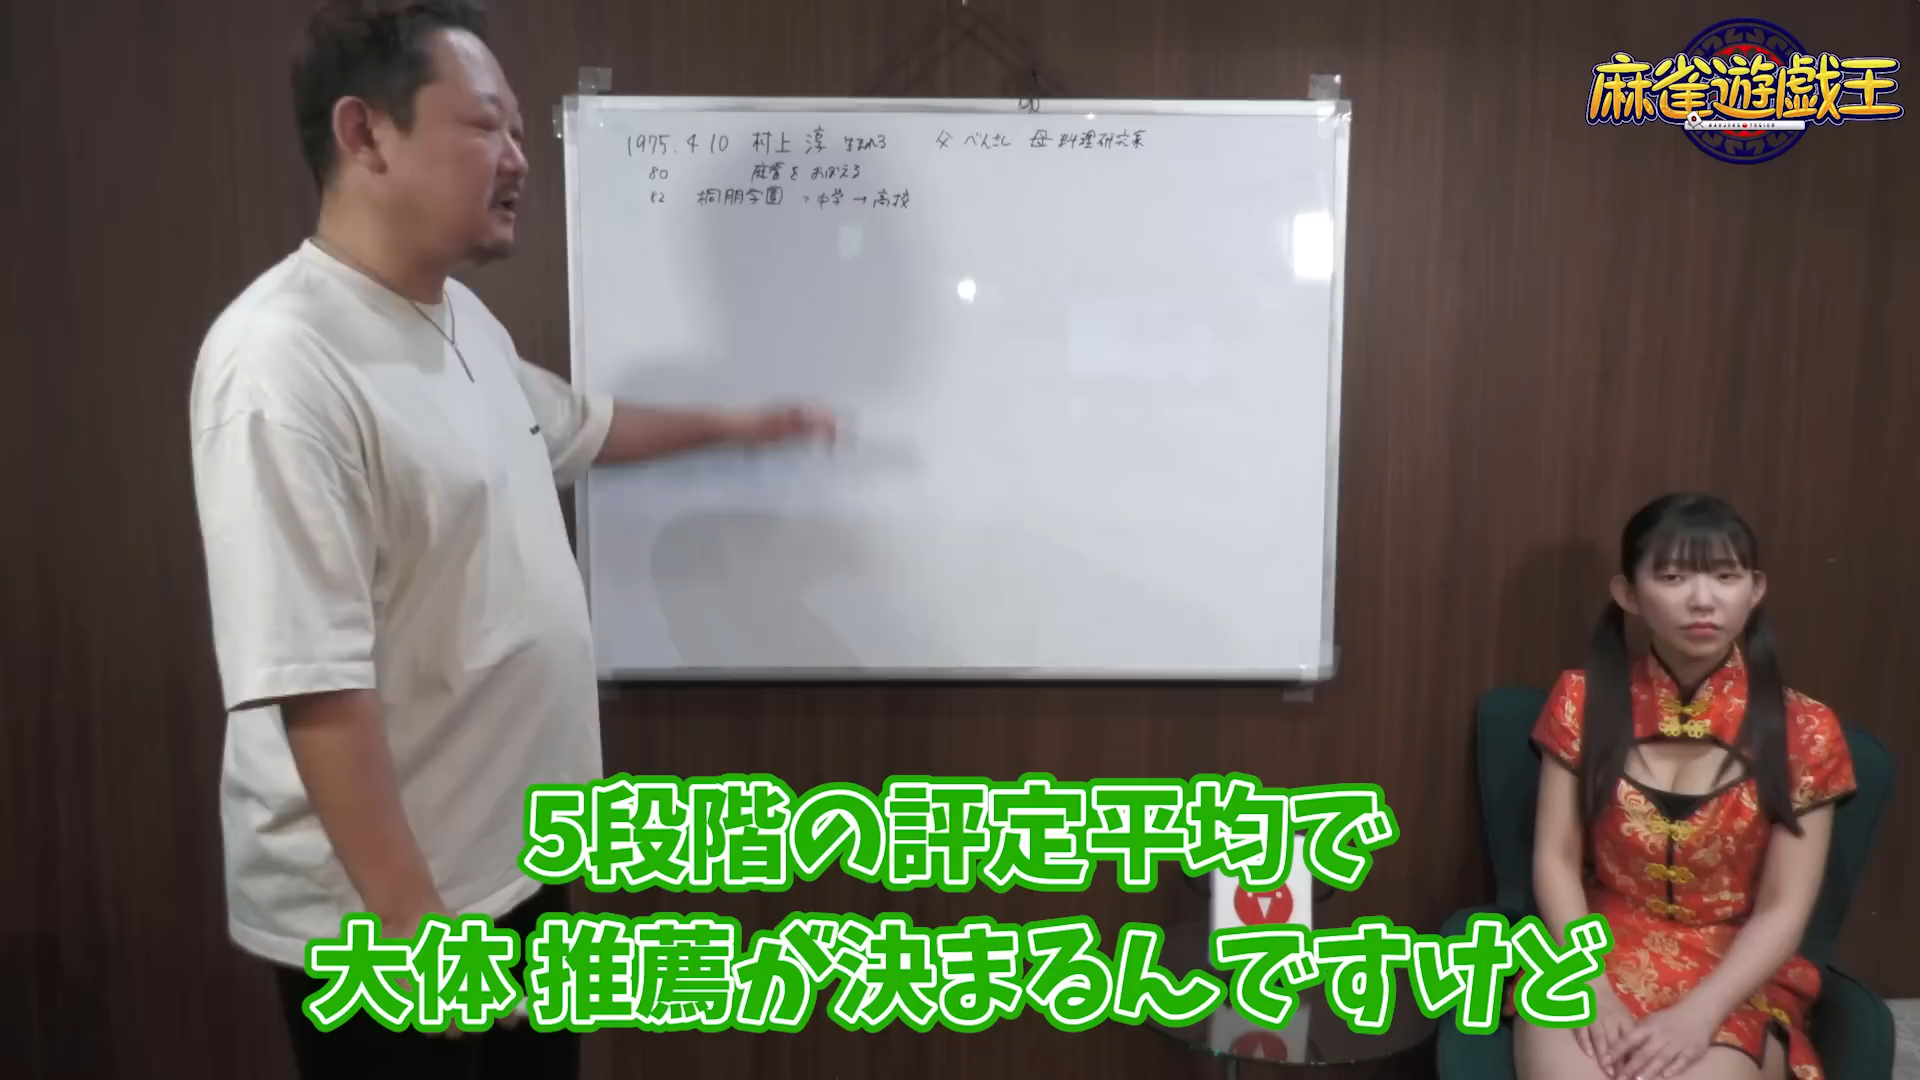 麻雀遊戯王
1975.4.10 村上 淳 生まれる 父 べんごし 母 料理研究家
80 麻雀を おぼえる
82 桐朋学園 → 中学 → 高校
5段階の評定平均で
大体 推薦が決まるんですけど